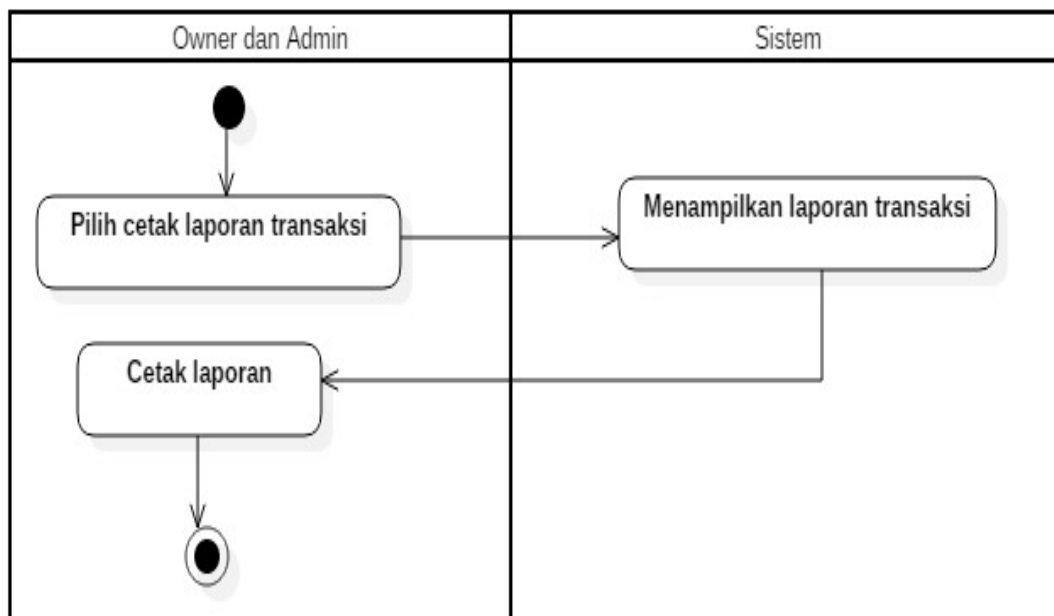 Owner dan Admin
Sistem
Pilih cetak laporan transaksi
Menampilkan laporan transaksi
Cetak laporan